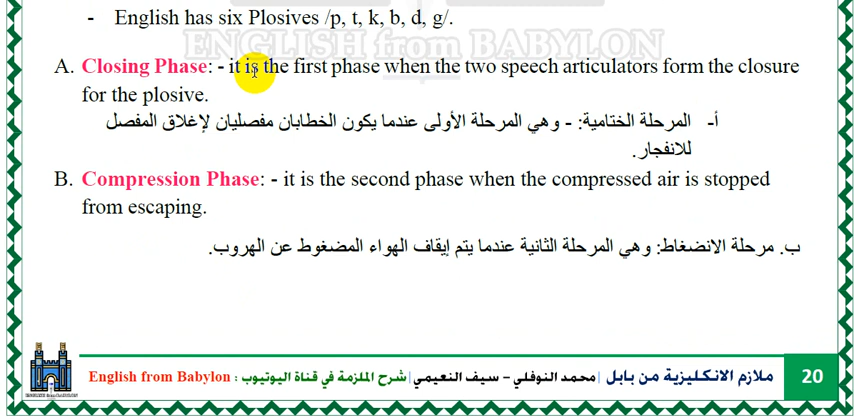 - English has six Plosives /p, t, k, b, d, g/.
ENGLISH from BABYLON
A. Closing Phase: - it is the first phase when the two speech articulators form the closure
for the plosive.
أ- المرحلة الختامية: - وهي المرحلة الأولى عندما يكون الخطابان مفصليان لإغلاق المفصل
للانفجار.
B. Compression Phase: - it is the second phase when the compressed air is stopped
from escaping.
ب. مرحلة الانضغاط: وهي المرحلة الثانية عندما يتم إيقاف الهواء المضغوط عن الهروب.
ملازم الانكليزية من بابل | محمد النوفلي - سيف النعيمي | شرح الملزمة في قناة اليوتيوب : English from Babylon
20